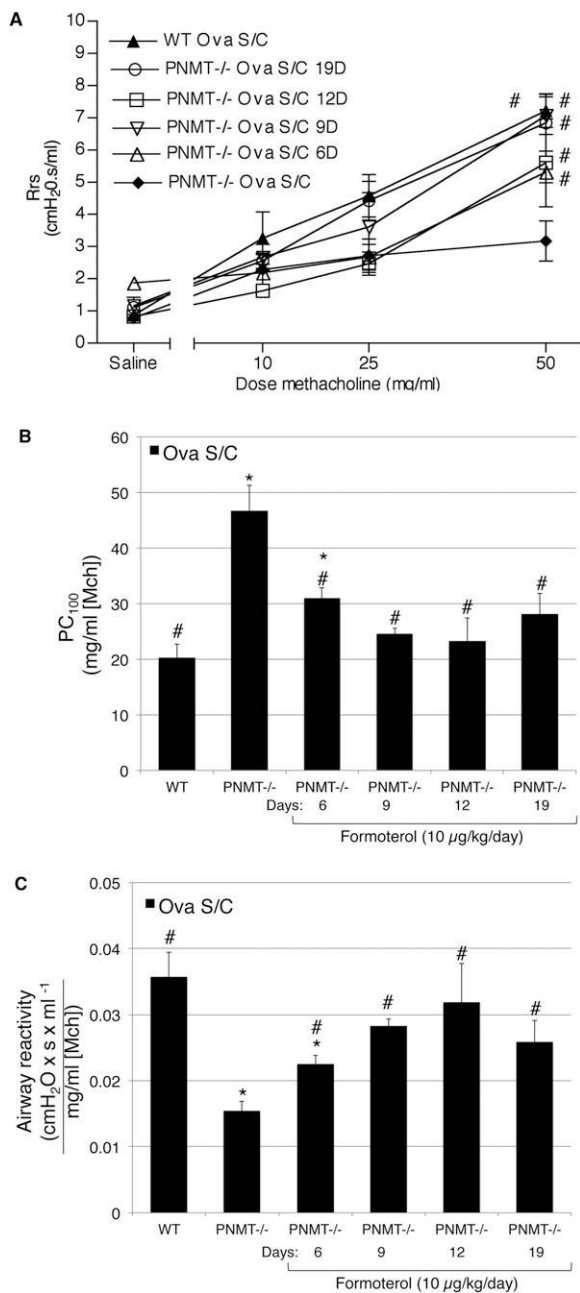 A
Rrs
(cmH₂0.s/ml)
10
9
8
7
6
5
4
3
2
1
0
WT Ova S/C
PNMT-/- Ova S/C 19D
PNMT-/- Ova S/C 12D
PNMT-/- Ova S/C 9D
PNMT-/- Ova S/C 6D
PNMT-/- Ova S/C
# #
#
#
#
Saline 10 25 50
Dose methacholine (mg/ml)
B
PC₁₀₀
(mg/ml [Mch])
60
50
40
30
20
10
0
Ova S/C
# * * # # # #
WT PNMT-/- PNMT-/- PNMT-/- PNMT-/- PNMT-/-
Days: 6 9 12 19
Formoterol (10 µg/kg/day)
C
Airway reactivity
(cmH₂O x s x ml ⁻¹
mg/ml [Mch])
0.05
0.04
0.03
0.02
0.01
0
Ova S/C
# * # * # # #
WT PNMT-/- PNMT-/- PNMT-/- PNMT-/- PNMT-/-
Days: 6 9 12 19
Formoterol (10 µg/kg/day)